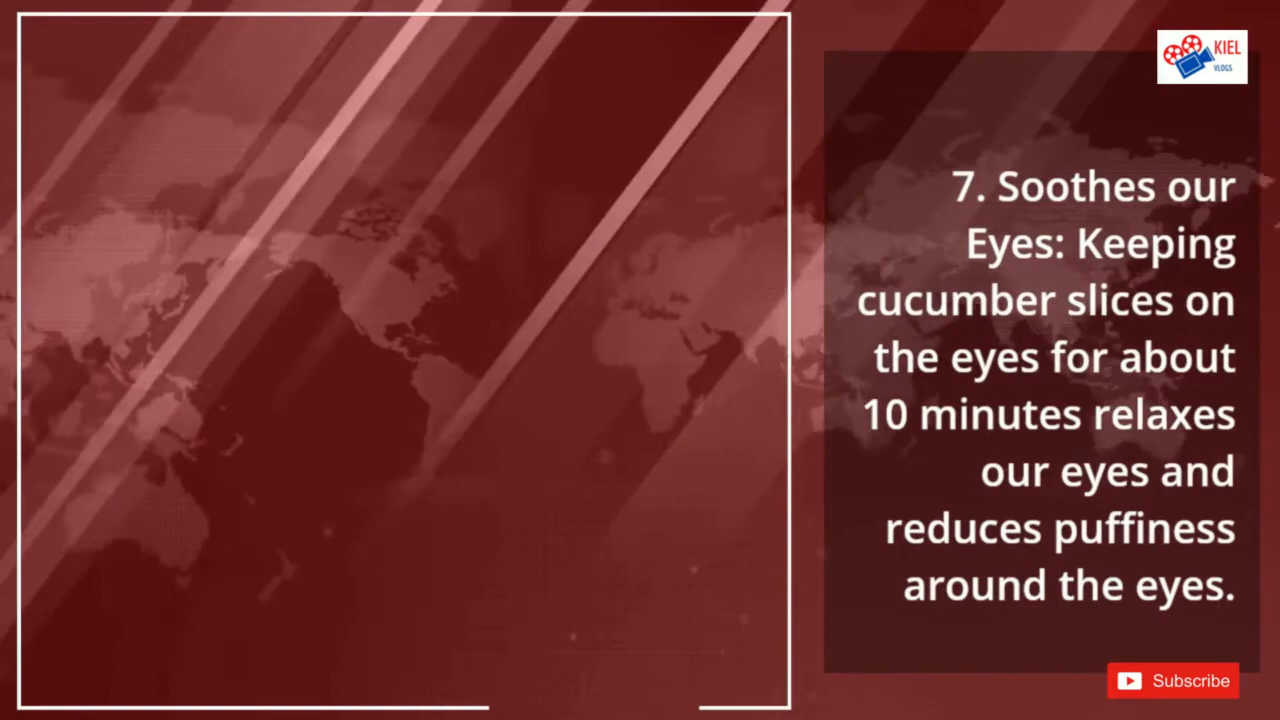 KIEL
VLOGS
7. Soothes our
Eyes: Keeping
cucumber slices on
the eyes for about
10 minutes relaxes
our eyes and
reduces puffiness
around the eyes.
Subscribe